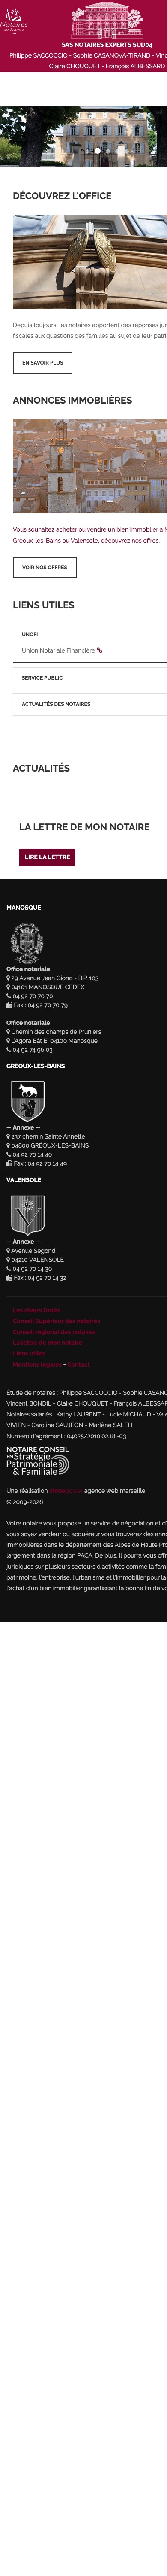 Notaires
de France
SAS NOTAIRES EXPERTS SUD04
Philippe SACCOCCIO - Sophie CASANOVA-TIRAND - Vinc
Claire CHOUQUET - François ALBESSARD
DÉCOUVREZ L'OFFICE
Depuis toujours, les notaires apportent des réponses juri
fiscales aux questions des familles au sujet de leur patrim
EN SAVOIR PLUS
ANNONCES IMMOBILIÈRES
Vous souhaitez acheter ou vendre un bien immobilier à M
Gréoux-les-Bains ou Valensole, découvrez nos offres.
VOIR NOS OFFRES
LIENS UTILES
UNOFI
Union Notariale Financière
SERVICE PUBLIC
ACTUALITÉS DES NOTAIRES
ACTUALITÉS
LA LETTRE DE MON NOTAIRE
LIRE LA LETTRE
MANOSQUE
Office notariale
29 Avenue Jean Giono - B.P. 103
04101 MANOSQUE CEDEX
04 92 70 70 70
Fax : 04 92 70 70 79
Office notariale
Chemin des champs de Pruniers
L'Agora Bât E, 04100 Manosque
04 92 74 96 03
GRÉOUX-LES-BAINS
-- Annexe --
237 chemin Sainte Annette
04800 GRÉOUX-LES-BAINS
04 92 70 14 40
Fax : 04 92 70 14 49
VALENSOLE
-- Annexe --
Avenue Segond
04210 VALENSOLE
04 92 70 14 30
Fax : 04 92 70 14 32
Les divers Droits
Conseil Supérieur des notaires
Conseil régional des notaires
La lettre de mon notaire
Liens utiles
Mentions légales - Contact
Étude de notaires : Philippe SACCOCCIO - Sophie CASANO
Vincent BONDIL - Claire CHOUQUET - François ALBESSAR
Notaires salariés : Kathy LAURENT - Lucie MICHAUD - Vale
VIVIEN - Caroline SAUJEON - Marlène SALEH
Numéro d'agrément : 04025/2010.02.18.-03
NOTAIRE CONSEIL
EN Stratégie
Patrimoniale
& Familiale
Une réalisation agence web marseille
© 2009-2026
Votre notaire vous propose un service de négociation et d'
vous soyez vendeur ou acquéreur vous trouverez des anno
immobilières dans le département des Alpes de Haute Pro
largement dans la région PACA. De plus, il pourra vous offri
juridiques sur plusieurs secteurs d'activités comme la fami
patrimoine, l'entreprise, l'urbanisme et l'immobilier pour la
l'achat d'un bien immobilier garantissant la bonne fin de vo